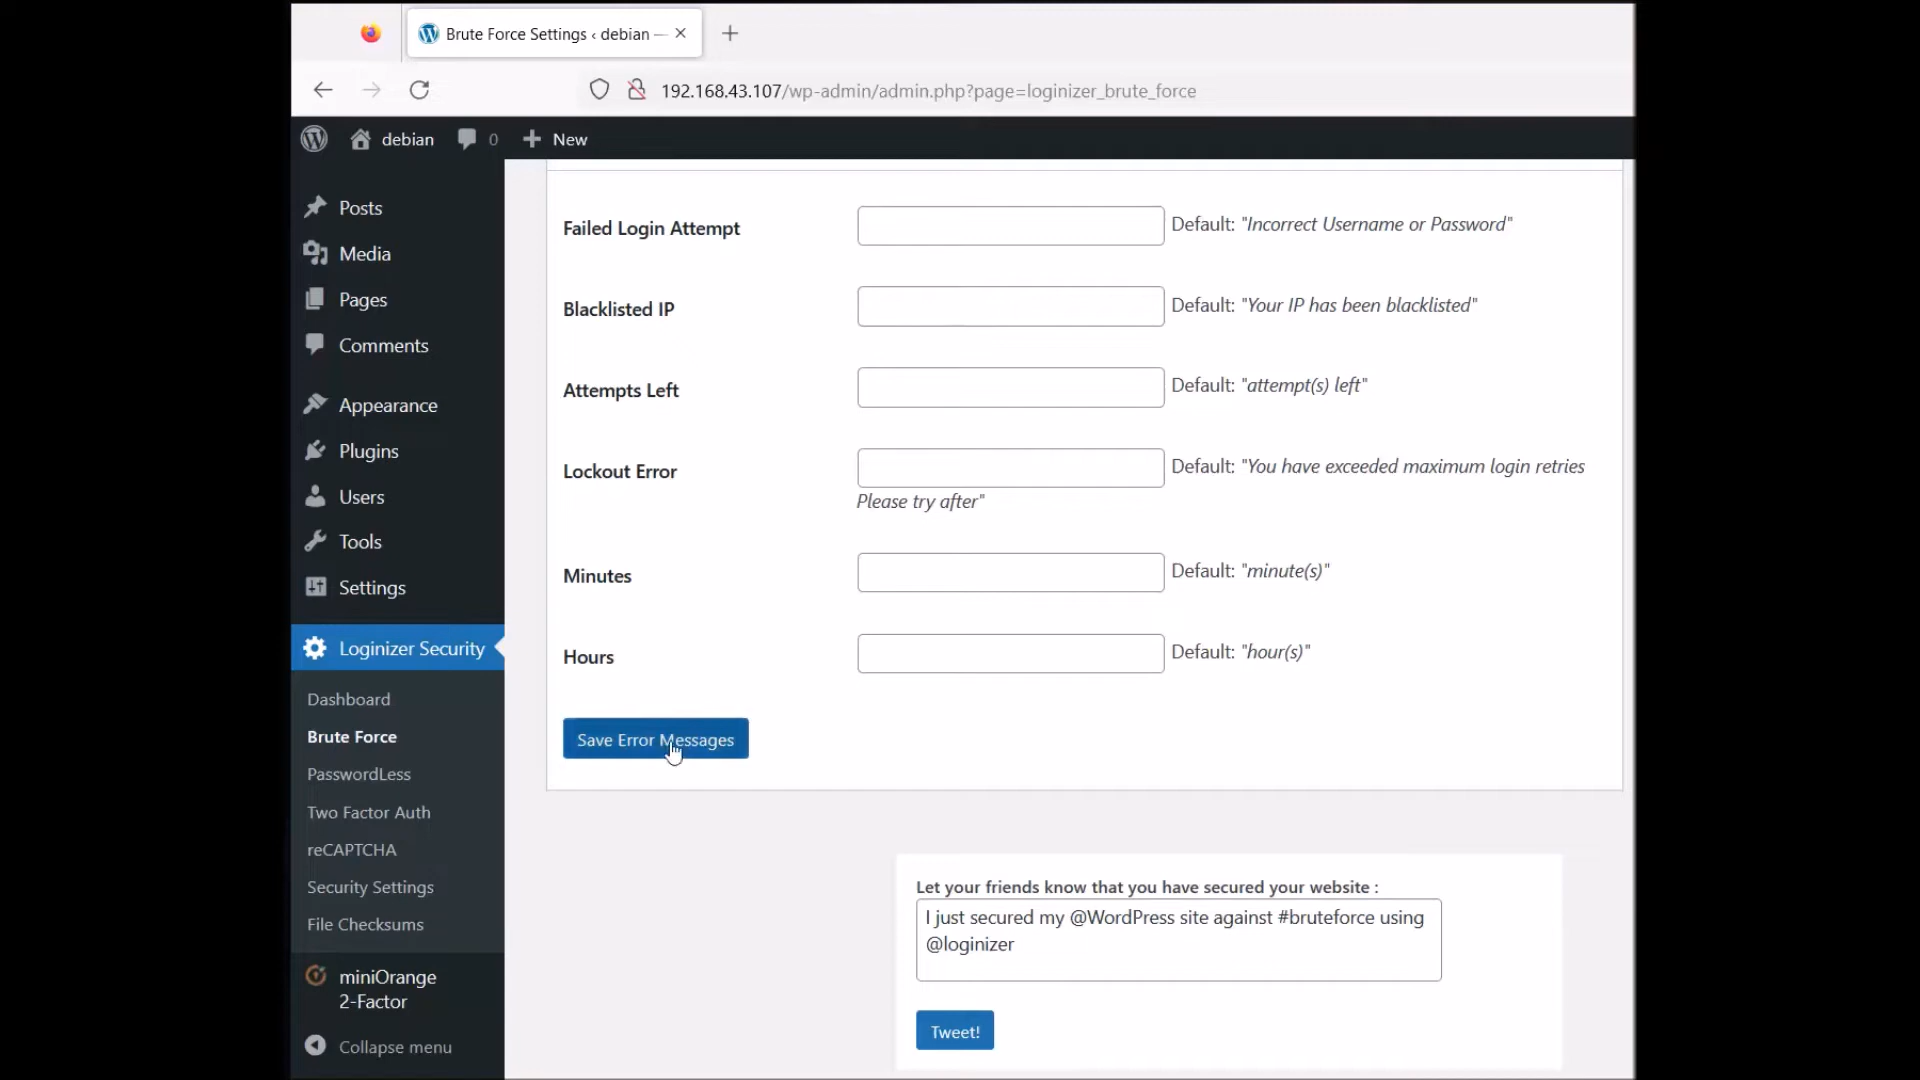 Brute Force Settings ‹ debian —
192.168.43.107/wp-admin/admin.php?page=loginizer_brute_force
debian 0 New
Posts
Media
Pages
Comments
Appearance
Plugins
Users
Tools
Settings
Loginizer Security
Dashboard
Brute Force
PasswordLess
Two Factor Auth
reCAPTCHA
Security Settings
File Checksums
miniOrange
2-Factor
Collapse menu
Failed Login Attempt Default: "Incorrect Username or Password"
Blacklisted IP Default: "Your IP has been blacklisted"
Attempts Left Default: "attempt(s) left"
Lockout Error Default: "You have exceeded maximum login retries
Please try after"
Minutes Default: "minute(s)"
Hours Default: "hour(s)"
Save Error Messages
Let your friends know that you have secured your website :
I just secured my @WordPress site against #bruteforce using
@loginizer
Tweet!